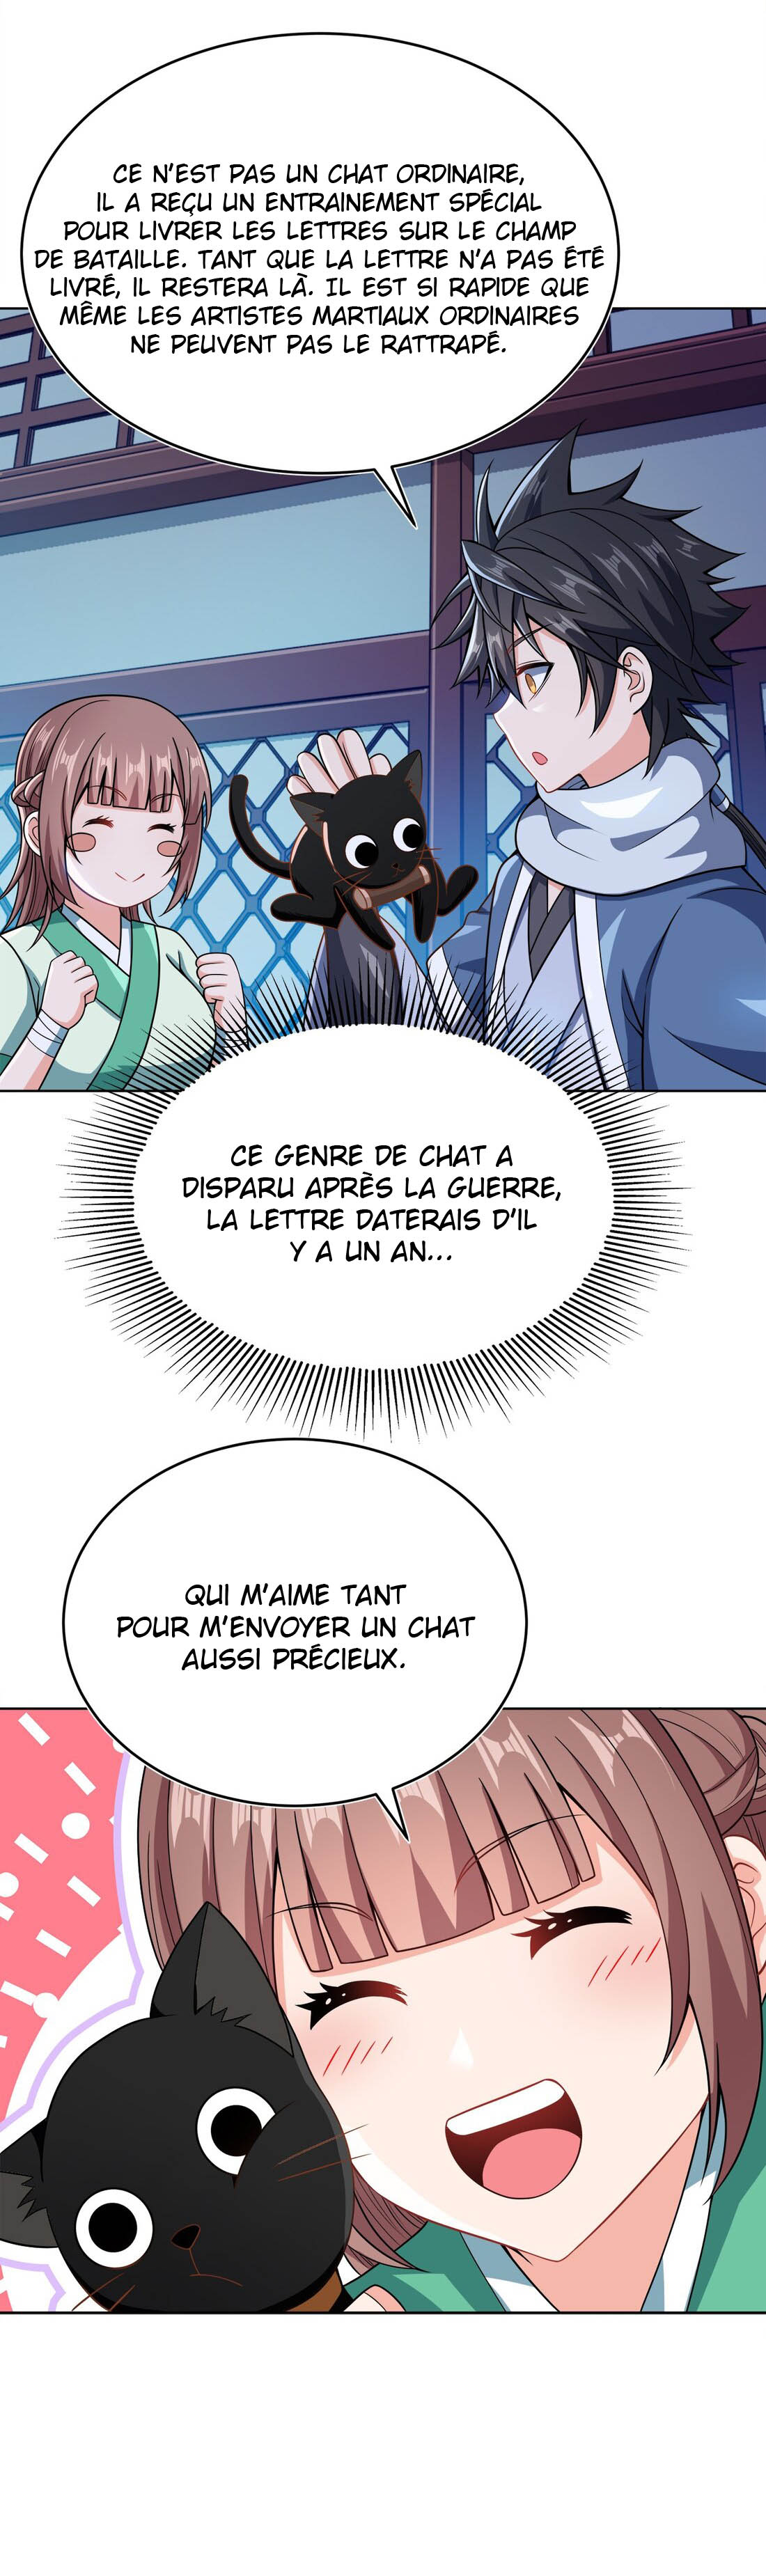 CE N'EST PAS UN CHAT ORDINAIRE,
IL A REÇU UN ENTRAINEMENT SPÉCIAL
POUR LIVRER LES LETTRES SUR LE CHAMP
DE BATAILLE. TANT QUE LA LETTRE N'A PAS ÉTÉ
LIVRÉ, IL RESTERA LÀ. IL EST SI RAPIDE QUE
MÊME LES ARTISTES MARTIAUX ORDINAIRES
NE PEUVENT PAS LE RATTRAPÉ.
CE GENRE DE CHAT A
DISPARU APRÈS LA GUERRE,
LA LETTRE DATERAIS D'IL
Y A UN AN...
QUI M'AIME TANT
POUR M'ENVOYER UN CHAT
AUSSI PRÉCIEUX.